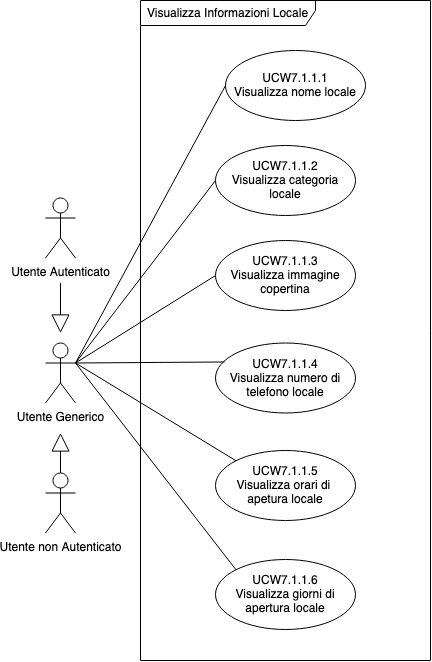 Visualizza Informazioni Locale
UCW7.1.1.1
Visualizza nome locale
UCW7.1.1.2
Visualizza categoria
locale
Utente Autenticato
UCW7.1.1.3
Visualizza immagine
copertina
UCW7.1.1.4
Visualizza numero di
telefono locale
Utente Generico
UCW7.1.1.5
Visualizza orari di
apetura locale
Utente non Autenticato
UCW7.1.1.6
Visualizza giorni di
apertura locale